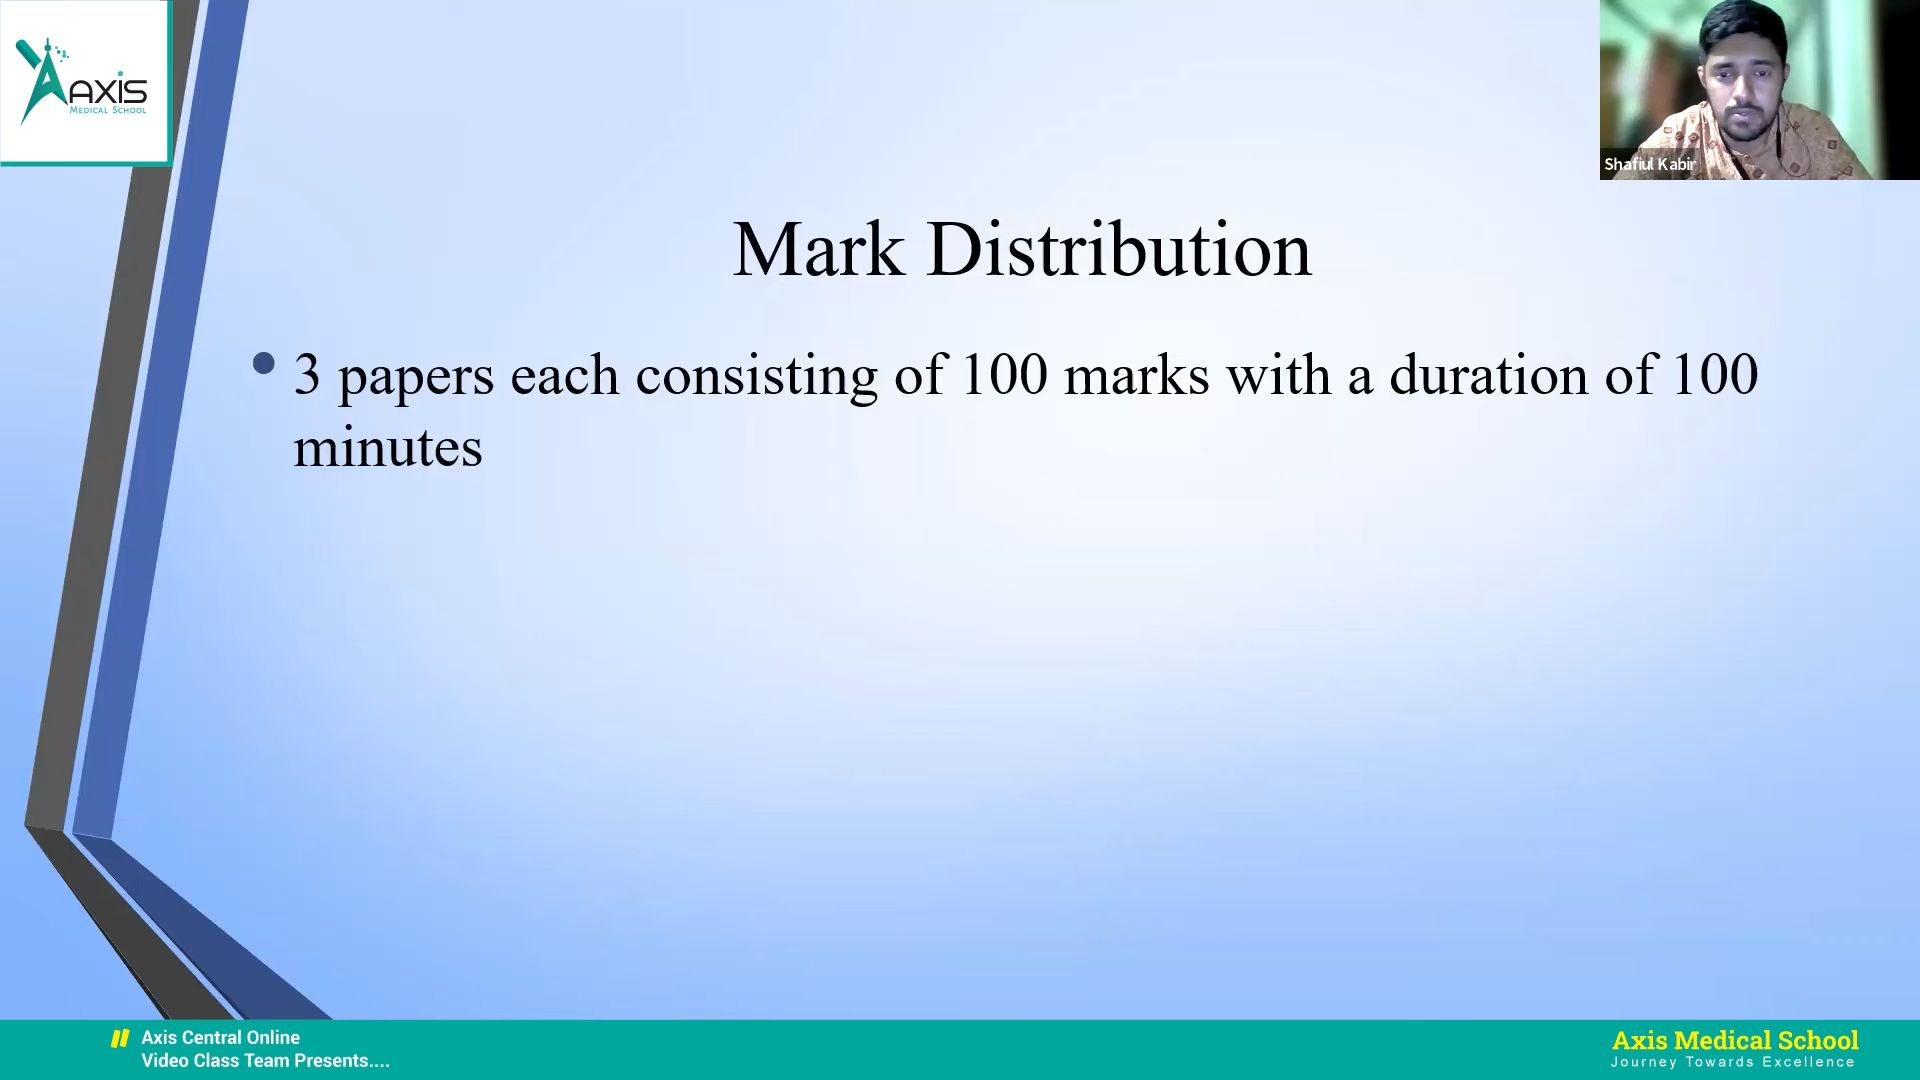 AXIS
MEDICAL SCHOOL
Shafiul Kabir
Mark Distribution
• 3 papers each consisting of 100 marks with a duration of 100
minutes
Axis Central Online
Video Class Team Presents....
Axis Medical School
Journey Towards Excellence